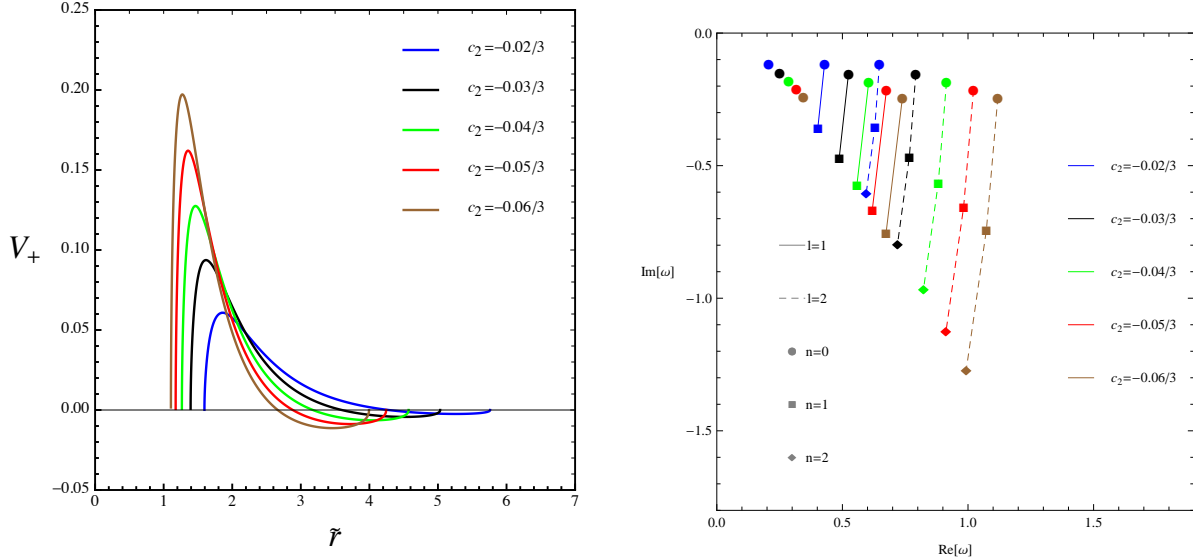 0.25
0.20
0.15
0.10
0.05
0.00
−0.05
V₊
0 1 2 3 4 5 6 7
r̃
c₂=−0.02/3
c₂=−0.03/3
c₂=−0.04/3
c₂=−0.05/3
c₂=−0.06/3
0.0
−0.5
−1.0
−1.5
Im[ω]
0.0 0.5 1.0 1.5
Re[ω]
l=1
l=2
n=0
n=1
n=2
c₂=−0.02/3
c₂=−0.03/3
c₂=−0.04/3
c₂=−0.05/3
c₂=−0.06/3